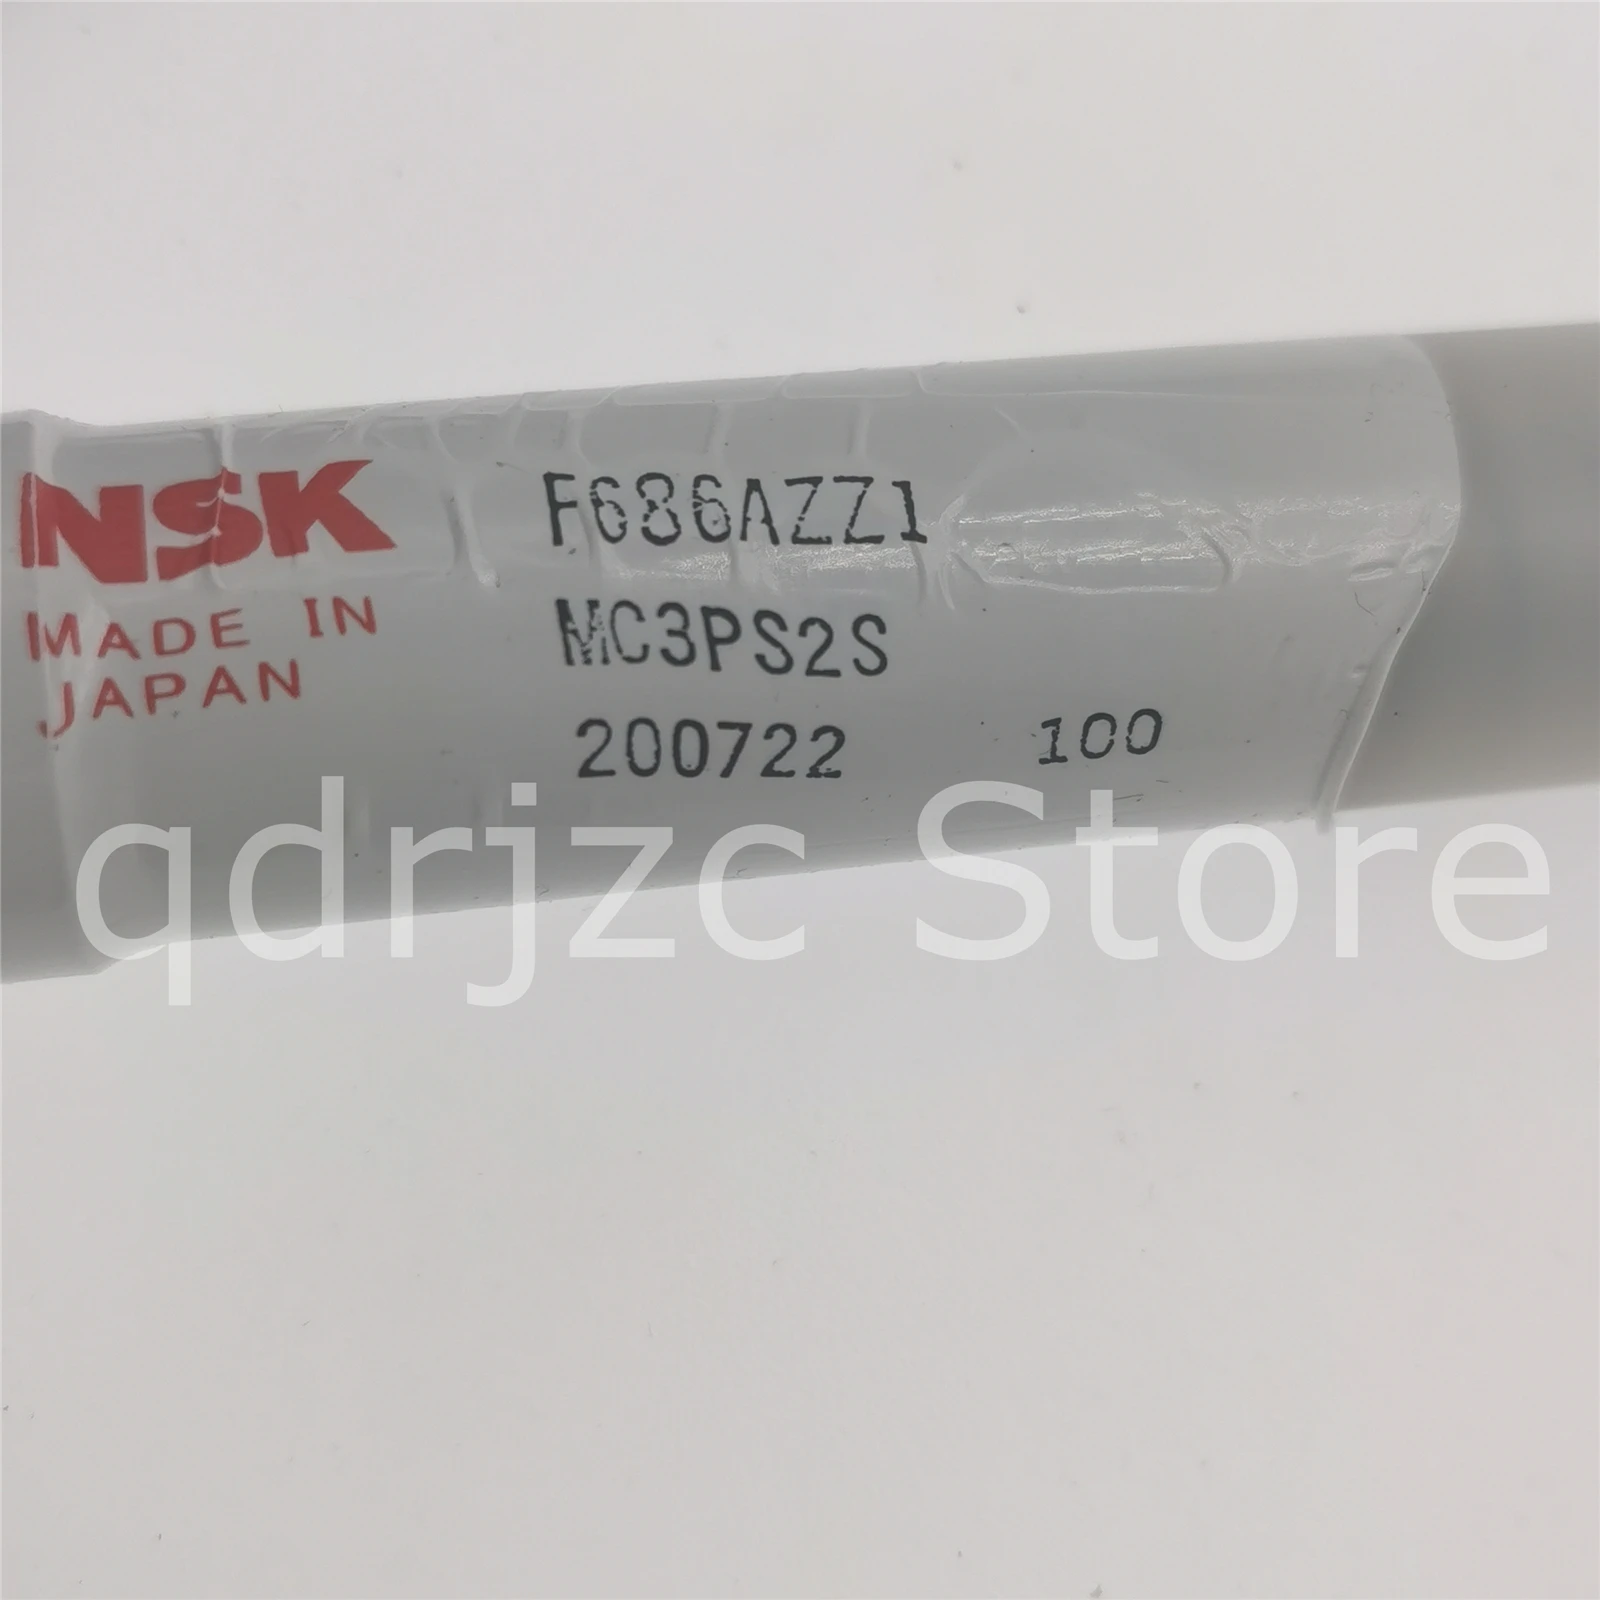 NSK
MADE IN
JAPAN
F686AZZ1
MC3PS2S
200722 100
qdrjzc Store